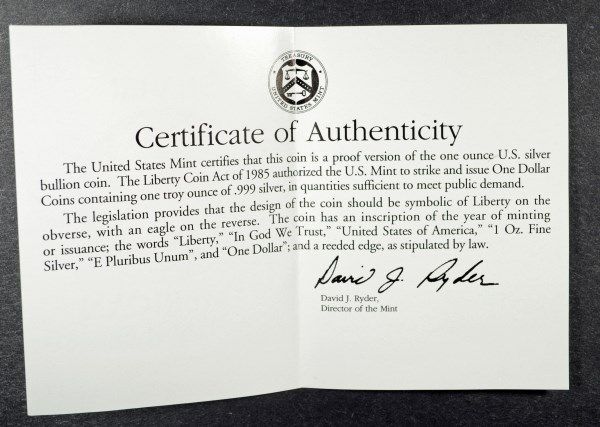 TREASURY
UNITED STATES MINT
Certificate of Authenticity
The United States Mint certifies that this coin is a proof version of the one ounce U.S. silver
bullion coin. The Liberty Coin Act of 1985 authorized the U.S. Mint to strike and issue One Dollar
Coins containing one troy ounce of .999 silver, in quantities sufficient to meet public demand.
The legislation provides that the design of the coin should be symbolic of Liberty on the
obverse, with an eagle on the reverse. The coin has an inscription of the year of minting
or issuance; the words “Liberty,” “In God We Trust,” “United States of America,” “1 Oz. Fine
Silver,” “E Pluribus Unum”, and “One Dollar”; and a reeded edge, as stipulated by law.
David J. Ryder
David J. Ryder,
Director of the Mint